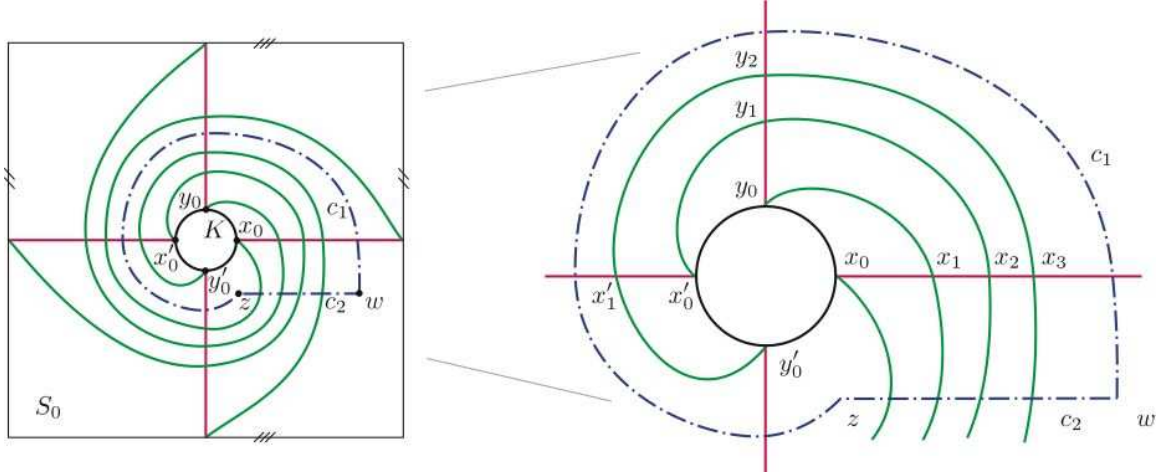 y₀
K
x₀
x′₀
y′₀
z
c₁
c₂
w
S₀
y₂
y₁
y₀
c₁
x₀
x₁
x₂
x₃
x′₁
x′₀
y′₀
z
c₂
w